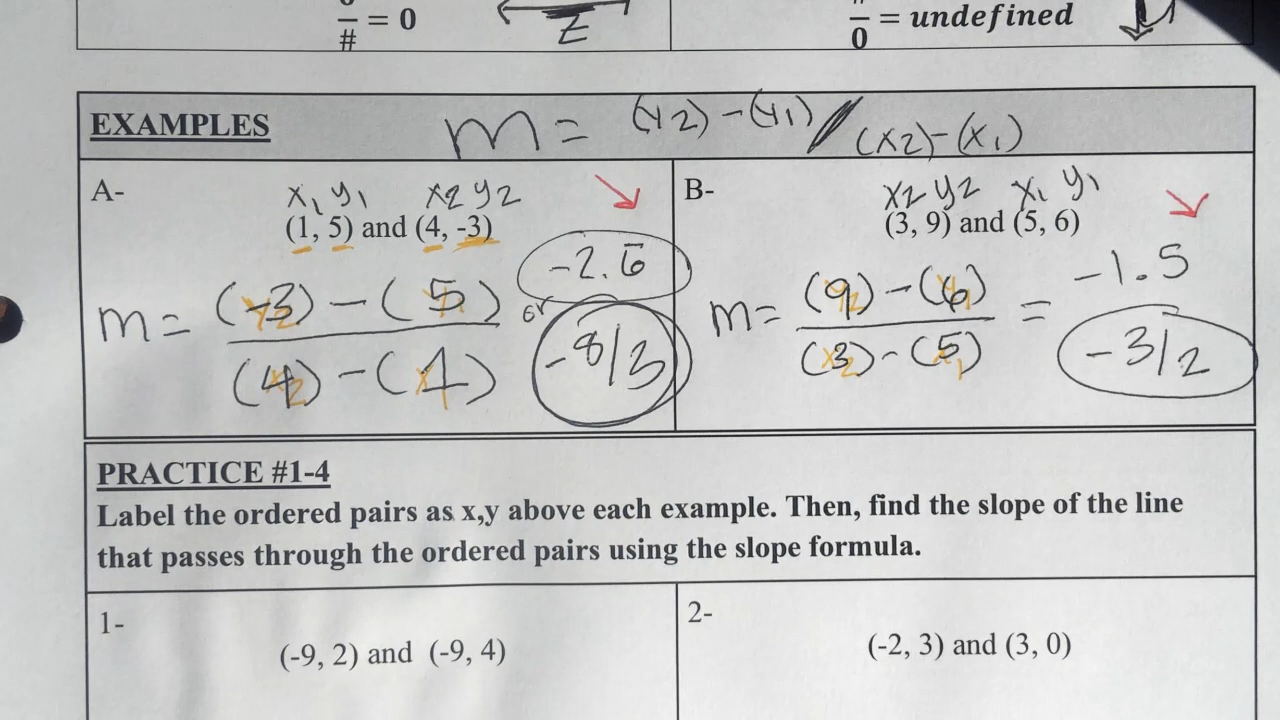 — = 0
#
Z
— = undefined
0
EXAMPLES
m = (Y2) - (Y1) / (x2) - (x1)
A-
x1 y1 x2 y2
(1, 5) and (4, -3)
m = (-3) - (5)
(4) - (1)
-2.6
or
-8/3
B-
x2 y2 x1 y1
(3, 9) and (5, 6)
m = (9) - (6) =
(3) - (5)
-1.5
-3/2
PRACTICE #1-4
Label the ordered pairs as x,y above each example. Then, find the slope of the line
that passes through the ordered pairs using the slope formula.
1-
(-9, 2) and (-9, 4)
2-
(-2, 3) and (3, 0)